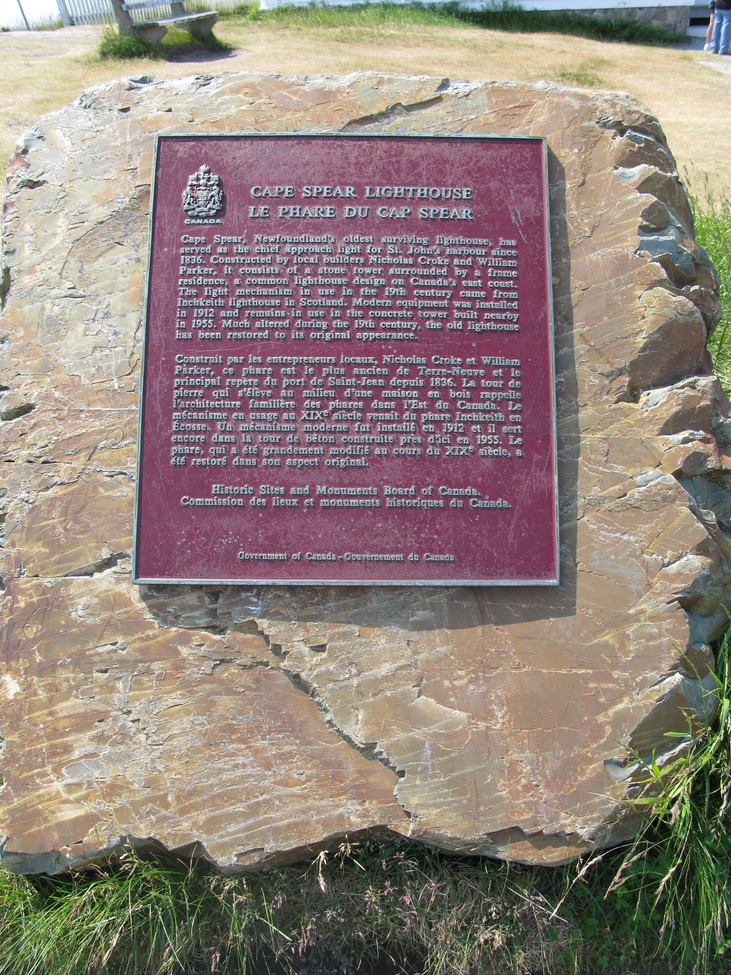 CANADA
CAPE SPEAR LIGHTHOUSE
LE PHARE DU CAP SPEAR
Cape Spear, Newfoundland's oldest surviving lighthouse, has
served as the chief approach light for St. John's harbour since
1836. Constructed by local builders Nicholas Croke and William
Parker, it consists of a stone tower surrounded by a frame
residence, a common lighthouse design on Canada's east coast.
The light mechanism in use in the 19th century came from
Inchkeith lighthouse in Scotland. Modern equipment was installed
in 1912 and remains in use in the concrete tower built nearby
in 1955. Much altered during the 19th century, the old lighthouse
has been restored to its original appearance.
Construit par les entrepreneurs locaux, Nicholas Croke et William
Parker, ce phare est le plus ancien de Terre-Neuve et le
principal repère du port de Saint-Jean depuis 1836. La tour de
pierre qui s'élève au milieu d'une maison en bois rappelle
l'architecture familière des phares dans l'Est du Canada. Le
mécanisme en usage au XIXe siècle venait du phare Inchkeith en
Écosse. Un mécanisme moderne fut installé en 1912 et il sert
encore dans la tour de béton construite près d'ici en 1955. Le
phare, qui a été grandement modifié au cours du XIXe siècle, a
été restoré dans son aspect original.
Historic Sites and Monuments Board of Canada.
Commission des lieux et monuments historiques du Canada.
Government of Canada - Gouvernement du Canada